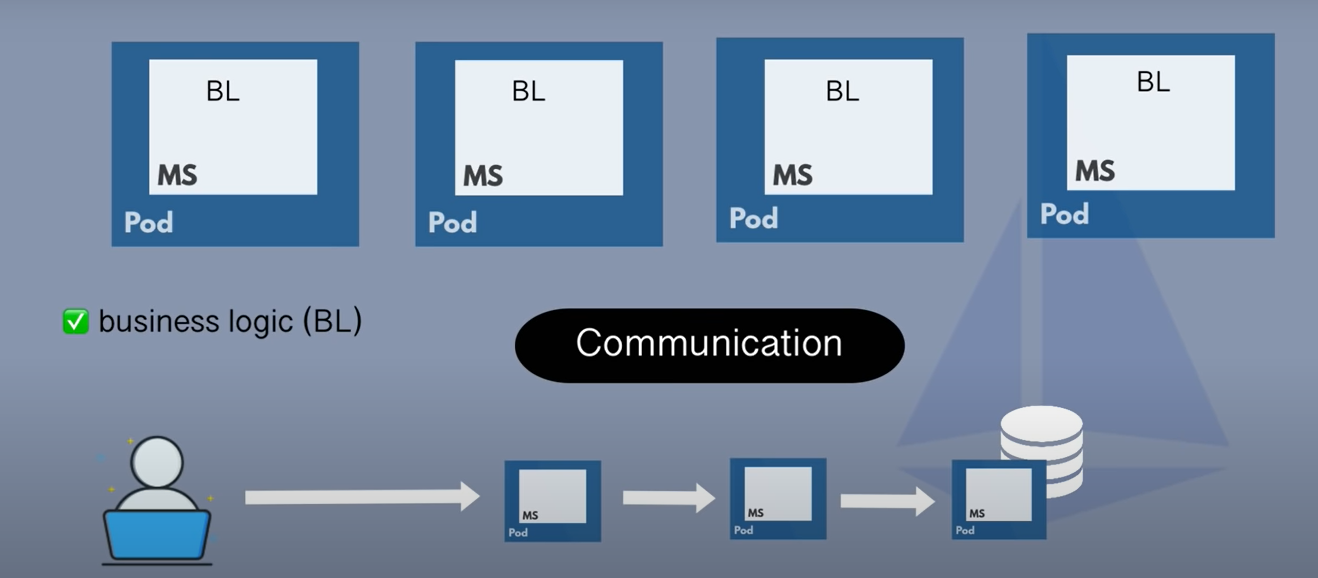 BL
MS
Pod
BL
MS
Pod
BL
MS
Pod
BL
MS
Pod
✅ business logic (BL)
Communication
MS
Pod
MS
Pod
MS
Pod